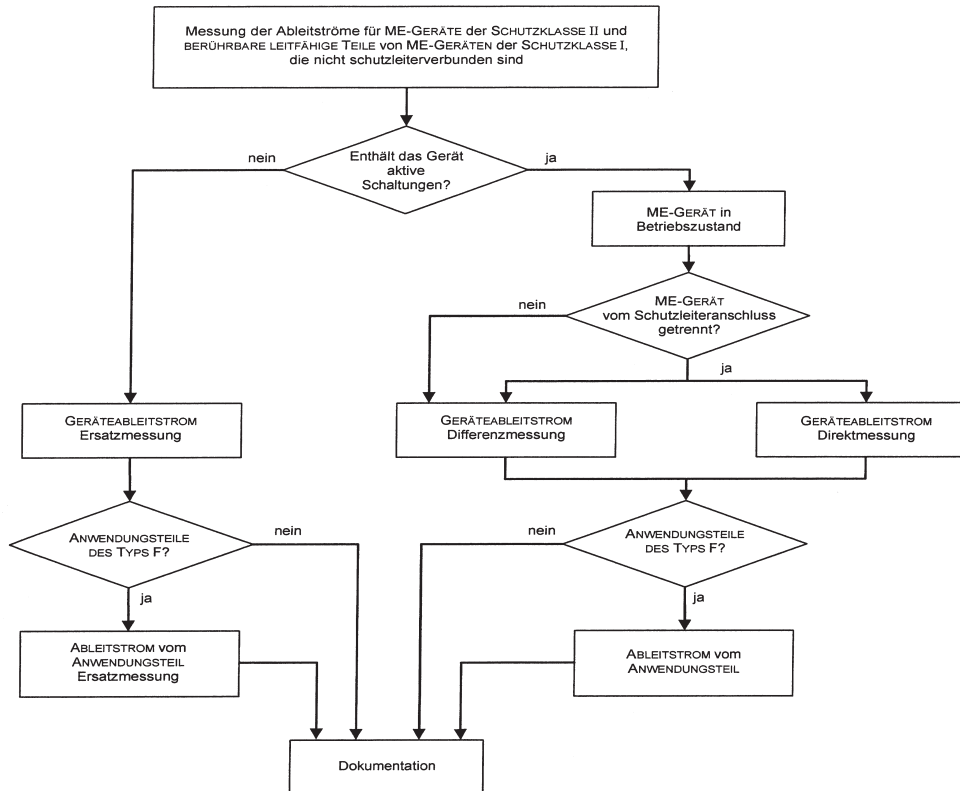 Messung der Ableitströme für ME-GERÄTE der SCHUTZKLASSE II und
BERÜHRBARE LEITFÄHIGE TEILE von ME-GERÄTEN der SCHUTZKLASSE I,
die nicht schutzleiterverbunden sind
nein
Enthält das Gerät
aktive
Schaltungen?
ja
ME-GERÄT in
Betriebszustand
nein
ME-GERÄT
vom Schutzleiteranschluss
getrennt?
ja
GERÄTEABLEITSTROM
Ersatzmessung
GERÄTEABLEITSTROM
Differenzmessung
GERÄTEABLEITSTROM
Direktmessung
ANWENDUNGSTEILE
DES TYPS F?
nein
ja
nein
ANWENDUNGSTEILE
DES TYPS F?
ja
ABLEITSTROM vom
ANWENDUNGSTEIL
Ersatzmessung
ABLEITSTROM vom
ANWENDUNGSTEIL
Dokumentation